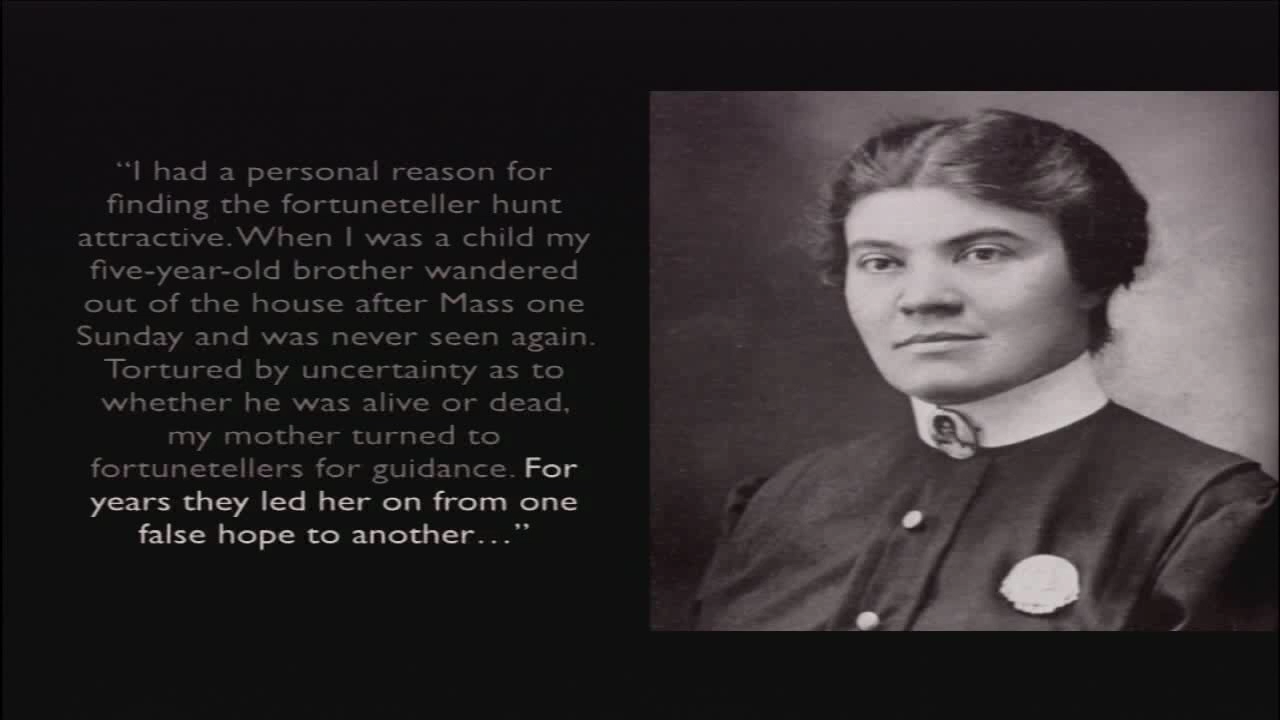 “I had a personal reason for
finding the fortuneteller hunt
attractive. When I was a child my
five-year-old brother wandered
out of the house after Mass one
Sunday and was never seen again.
Tortured by uncertainty as to
whether he was alive or dead,
my mother turned to
fortunetellers for guidance. For
years they led her on from one
false hope to another…”